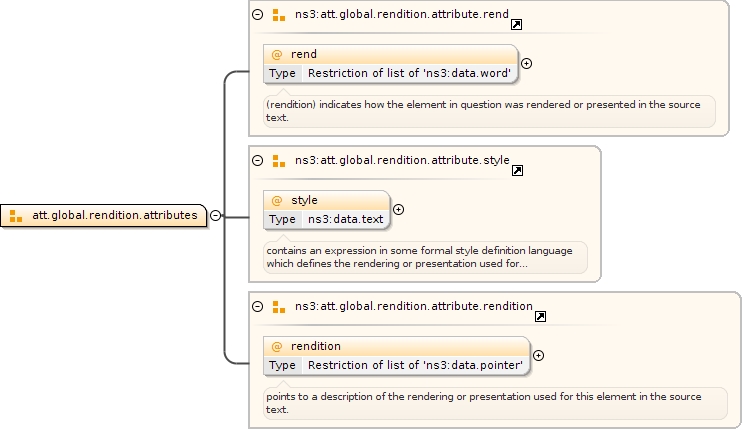 ns3:att.global.rendition.attribute.rend
@ rend
Type Restriction of list of 'ns3:data.word'
(rendition) indicates how the element in question was rendered or presented in the source
text.
ns3:att.global.rendition.attribute.style
@ style
Type ns3:data.text
contains an expression in some formal style definition language
which defines the rendering or presentation used for...
att.global.rendition.attributes
ns3:att.global.rendition.attribute.rendition
@ rendition
Type Restriction of list of 'ns3:data.pointer'
points to a description of the rendering or presentation used for this element in the source
text.